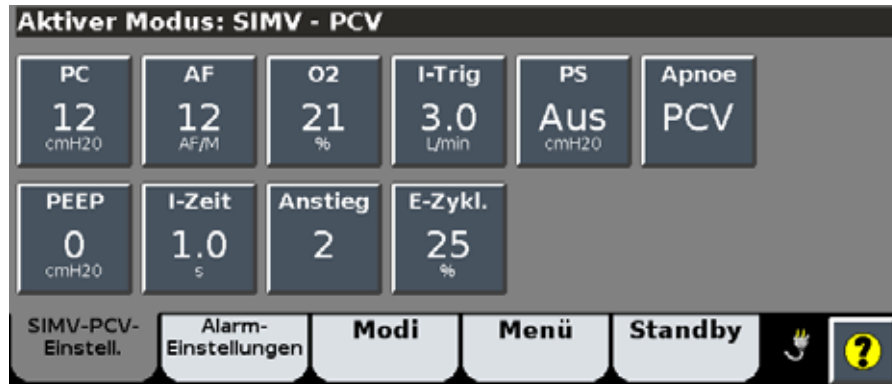 Aktiver Modus: SIMV - PCV
PC AF O2 I-Trig PS Apnoe
12 12 21 3.0 Aus PCV
cmH20 AF/M % L/min cmH20
PEEP I-Zeit Anstieg E-Zykl.
0 1.0 2 25
cmH20 s %
SIMV-PCV- Alarm- Modi Menü Standby
Einstell. Einstellungen
?